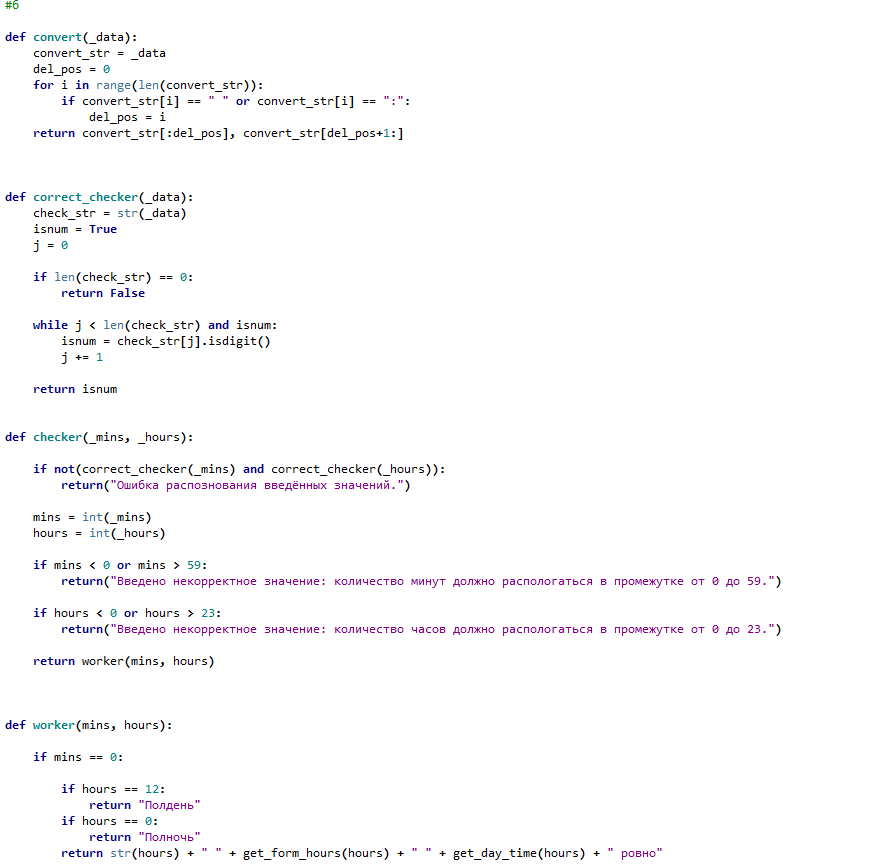 #6
def convert(_data):
    convert_str = _data
    del_pos = 0
    for i in range(len(convert_str)):
        if convert_str[i] == " " or convert_str[i] == ":":
            del_pos = i
    return convert_str[:del_pos], convert_str[del_pos+1:]
def correct_checker(_data):
    check_str = str(_data)
    isnum = True
    j = 0
    if len(check_str) == 0:
        return False
    while j < len(check_str) and isnum:
        isnum = check_str[j].isdigit()
        j += 1
    return isnum
def checker(_mins, _hours):
    if not(correct_checker(_mins) and correct_checker(_hours)):
        return("Ошибка распознования введённых значений.")
    mins = int(_mins)
    hours = int(_hours)
    if mins < 0 or mins > 59:
        return("Введено некорректное значение: количество минут должно распологаться в промежутке от 0 до 59.")
    if hours < 0 or hours > 23:
        return("Введено некорректное значение: количество часов должно распологаться в промежутке от 0 до 23.")
    return worker(mins, hours)
def worker(mins, hours):
    if mins == 0:
        if hours == 12:
            return "Полдень"
        if hours == 0:
            return "Полночь"
        return str(hours) + " " + get_form_hours(hours) + " " + get_day_time(hours) + " ровно"